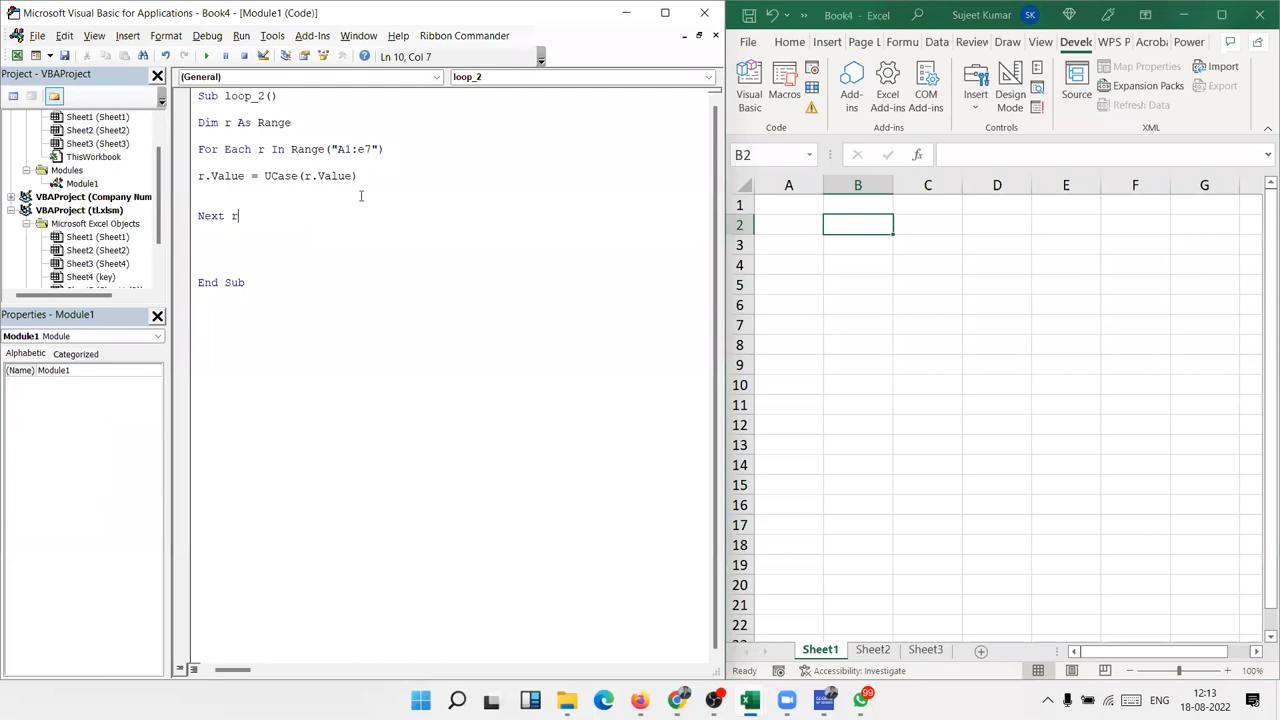 Microsoft Visual Basic for Applications - Book4 - [Module1 (Code)]
File Edit View Insert Format Debug Run Tools Add-Ins Window Help Ribbon Commander
Ln 10, Col 7
Project - VBAProject
Sheet1 (Sheet1)
Sheet2 (Sheet2)
Sheet3 (Sheet3)
ThisWorkbook
Modules
Module1
VBAProject (Company Num
VBAProject (tl.xlsm)
Microsoft Excel Objects
Sheet1 (Sheet1)
Sheet2 (Sheet2)
Sheet3 (Sheet4)
Sheet4 (key)
Properties - Module1
Module1 Module
Alphabetic Categorized
(Name) Module1
(General)
loop_2
Sub loop_2()
Dim r As Range
For Each r In Range("A1:e7")
r.Value = UCase(r.Value)
Next r
End Sub
Book4 - Excel
Sujeet Kumar SK
File Home Insert Page L Formu Data Review View Devel WPS P Acrob Power
Visual Basic
Macros
Code
Add-ins
Excel Add-ins
COM Add-ins
Add-ins
Insert
Design Mode
Controls
Source
Map Properties
Expansion Packs
Refresh Data
Import
Export
XML
B2
fx
A B C D E F G
1
2
3
4
5
6
7
8
9
10
11
12
13
14
15
16
17
18
19
20
21
22
Sheet1 Sheet2 Sheet3
Ready
Accessibility: Investigate
100%
99
ENG
12:13
18-08-2022